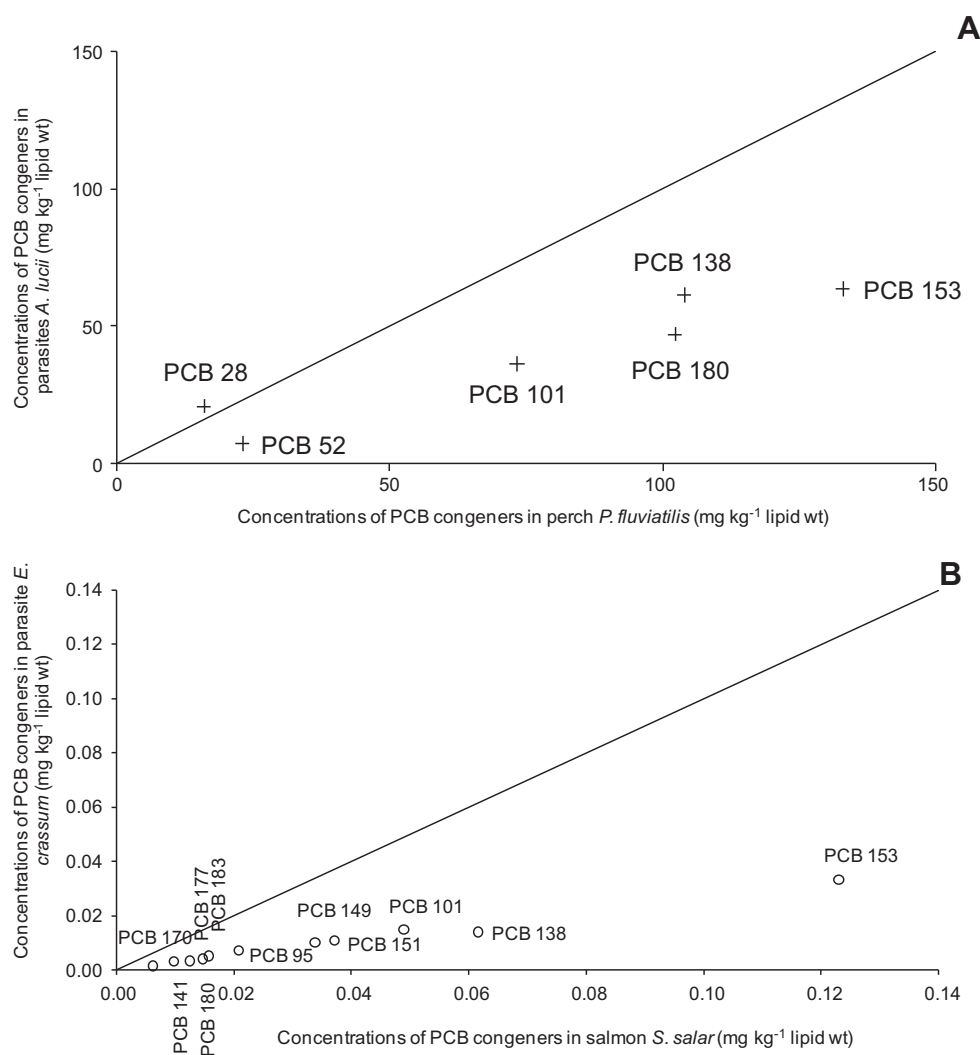 A
150
100
50
0
Concentrations of PCB congeners in
parasites A. lucii (mg kg-1 lipid wt)
PCB 138
PCB 153
PCB 28
PCB 101
PCB 180
PCB 52
0
50
100
150
Concentrations of PCB congeners in perch P. fluviatilis (mg kg-1 lipid wt)
B
0.14
0.12
0.10
0.08
0.06
0.04
0.02
0.00
Concentrations of PCB congeners in parasite E.
crassum (mg kg-1 lipid wt)
PCB 153
PCB 177
PCB 183
PCB 149
PCB 101
PCB 170
PCB 138
PCB 151
PCB 95
PCB 141
PCB 180
0.00
0.02
0.04
0.06
0.08
0.10
0.12
0.14
Concentrations of PCB congeners in salmon S. salar (mg kg-1 lipid wt)